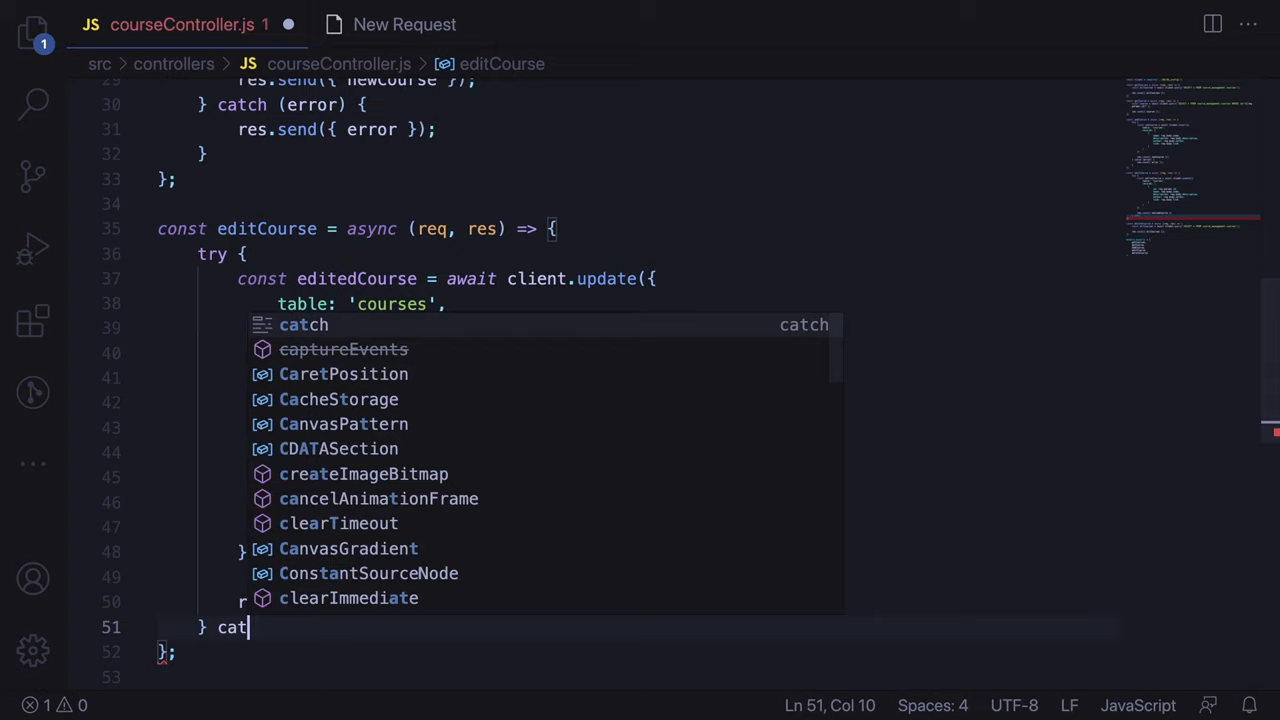 JS courseController.js 1
New Request
1
src > controllers > JS courseController.js > editCourse
29 res.send({ newCourse });
30 } catch (error) {
31 res.send({ error });
32 }
33 };
34
35 const editCourse = async (req, res) => {
36 try {
37 const editedCourse = await client.update({
38 table: 'courses',
39
catch catch
captureEvents
40
41 CaretPosition
CacheStorage
42
43 CanvasPattern
44 CDATASection
45 createImageBitmap
46 cancelAnimationFrame
47 clearTimeout
48 } CanvasGradient
ConstantSourceNode
50 r clearImmediate
51 } cat
52 };
53
1 0
Ln 51, Col 10 Spaces: 4 UTF-8 LF JavaScript